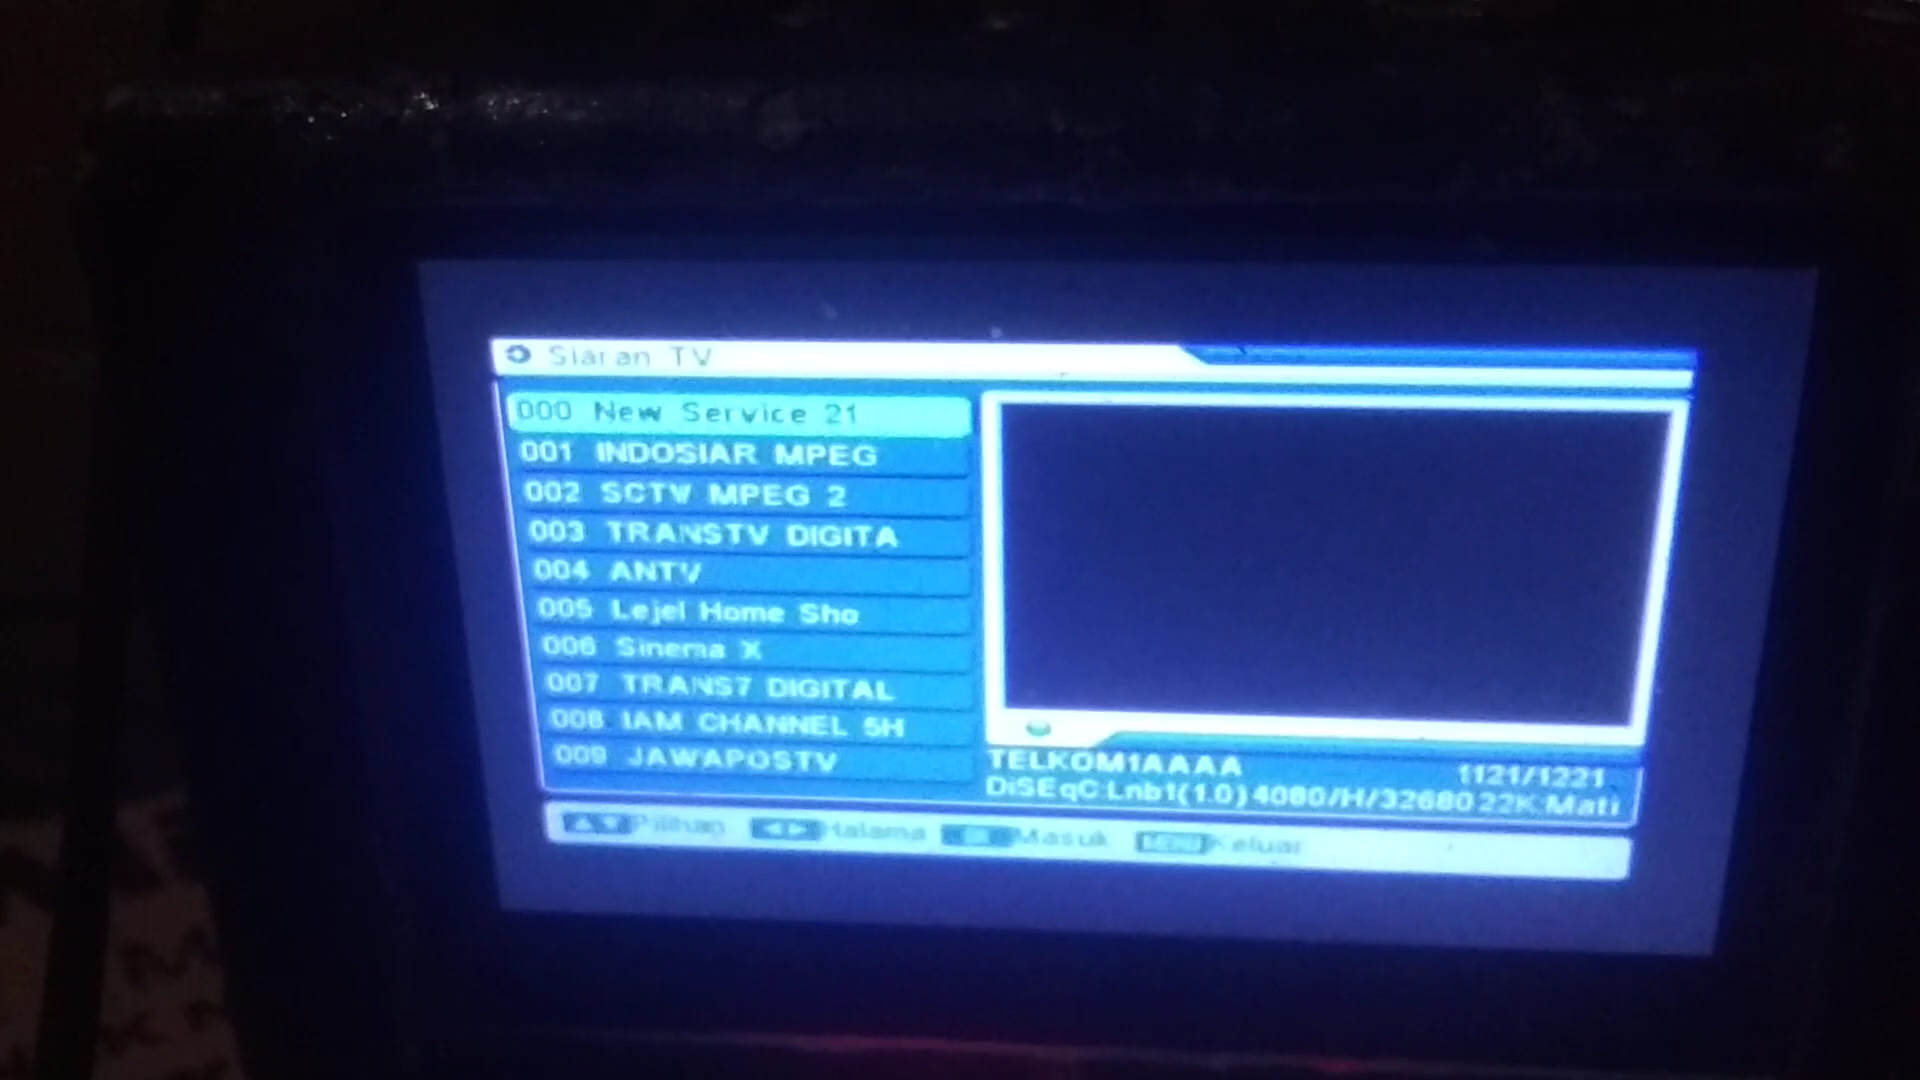 Siaran TV
000 New Service 21
001 INDOSIAR MPEG
002 SCTV MPEG 2
003 TRANSTV DIGITA
004 ANTV
005 Lejel Home Sho
006 Sinema X
007 TRANS7 DIGITAL
008 IAM CHANNEL 5H
009 JAWAPOSTV
TELKOM1AAAA 1121/1221
DiSEqC:Lnb1(1.0) 4080/H/32680 22K:Mati
Pilihan Halama Masuk MENU Keluar